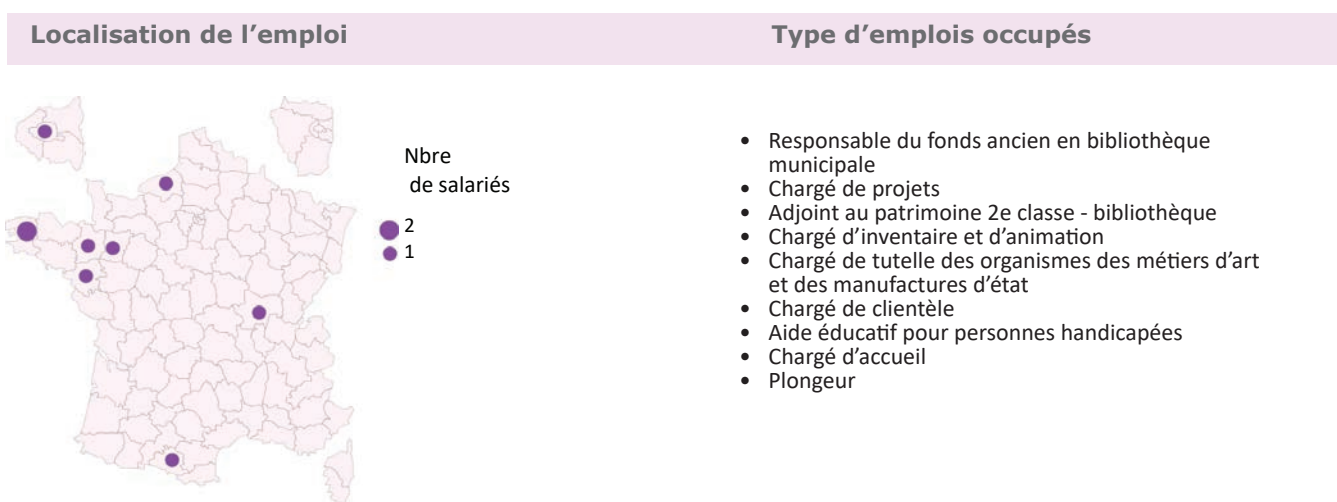 Localisation de l’emploi
Type d’emplois occupés
Nbre
de salariés
2
1
• Responsable du fonds ancien en bibliothèque
municipale
• Chargé de projets
• Adjoint au patrimoine 2e classe - bibliothèque
• Chargé d’inventaire et d’animation
• Chargé de tutelle des organismes des métiers d’art
et des manufactures d’état
• Chargé de clientèle
• Aide éducatif pour personnes handicapées
• Chargé d’accueil
• Plongeur